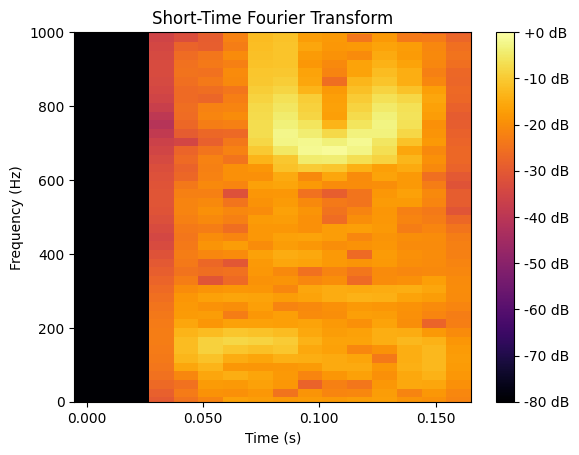 Short-Time Fourier Transform
1000
800
600
400
200
0
Frequency (Hz)
0.000
0.050
0.100
0.150
Time (s)
+0 dB
-10 dB
-20 dB
-30 dB
-40 dB
-50 dB
-60 dB
-70 dB
-80 dB